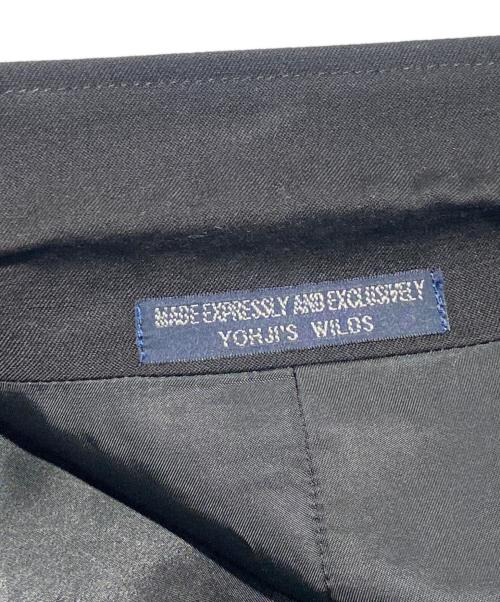 MADE EXPRESSLY AND EXCLUSIVELY
YOHJI'S WILDS